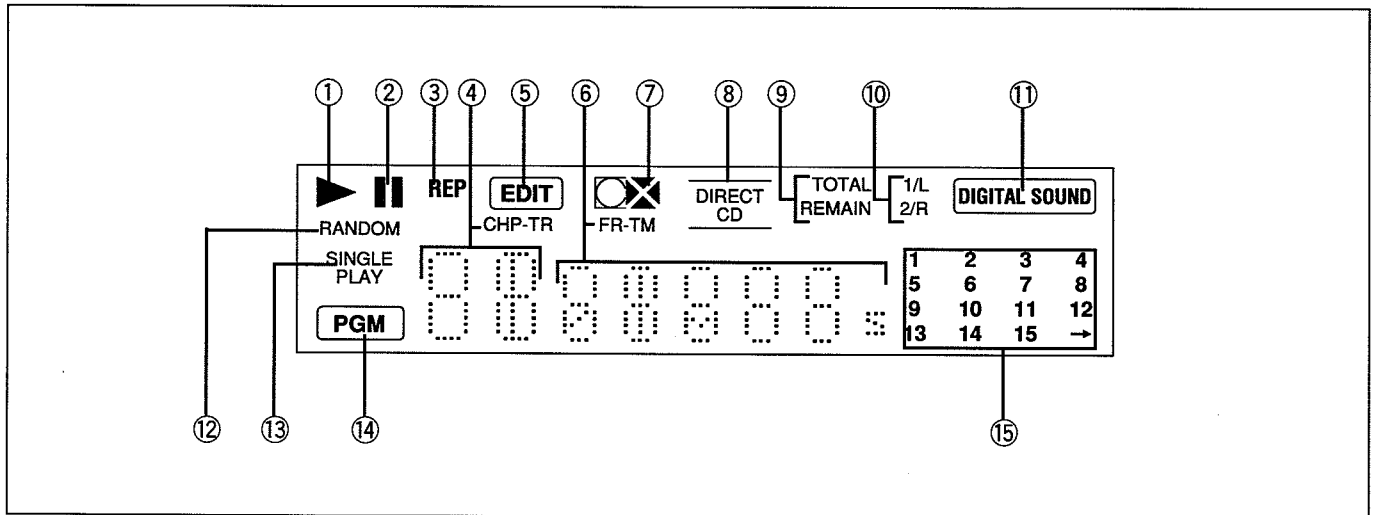 ① ② ③ ④ ⑤ ⑥ ⑦ ⑧ ⑨ ⑩ ⑪
REP EDIT DIRECT CD TOTAL REMAIN 1/L 2/R DIGITAL SOUND
RANDOM CHP-TR FR-TM
SINGLE PLAY
PGM
1 2 3 4
5 6 7 8
9 10 11 12
13 14 15 →
⑫ ⑬ ⑭ ⑮